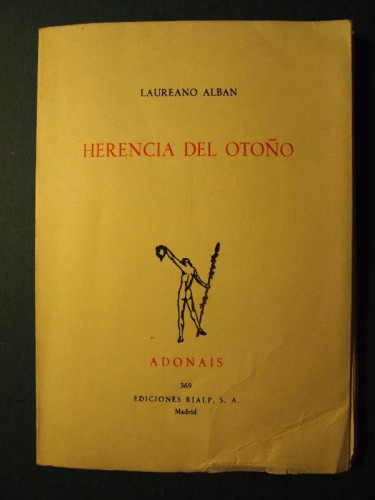 LAUREANO ALBAN
HERENCIA DEL OTOÑO
ADONAIS
369
EDICIONES RIALP, S. A.
Madrid